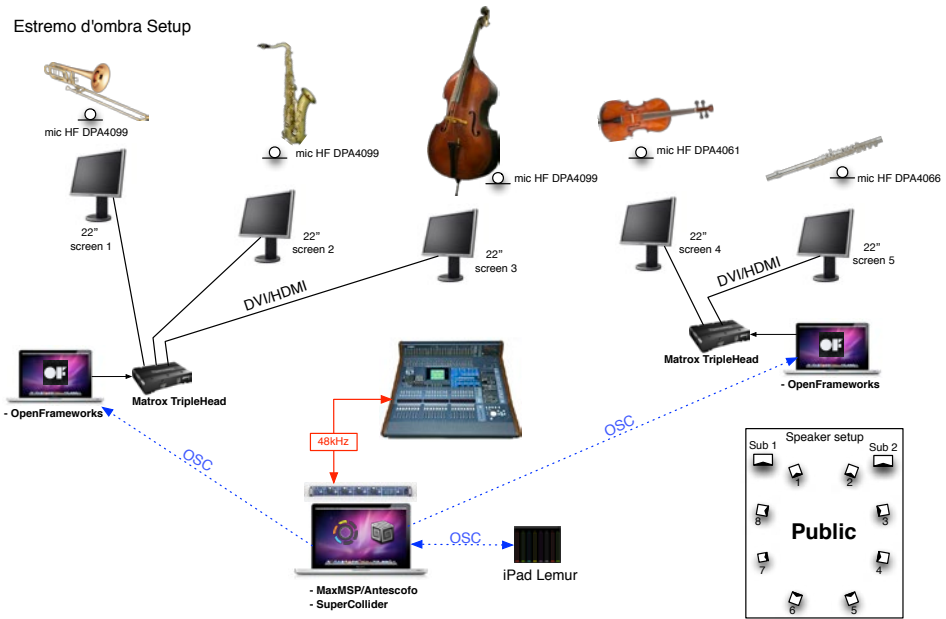 Estremo d'ombra Setup
mic HF DPA4099
mic HF DPA4099
mic HF DPA4099
mic HF DPA4061
mic HF DPA4066
22"
screen 1
22"
screen 2
22"
screen 3
22"
screen 4
22"
screen 5
DVI/HDMI
DVI/HDMI
Matrox TripleHead
Matrox TripleHead
OF
- OpenFrameworks
OF
- OpenFrameworks
OSC
OSC
48kHz
OSC
iPad Lemur
- MaxMSP/Antescofo
- SuperCollider
Speaker setup
Sub 1
Sub 2
1
2
8
3
Public
7
4
6
5